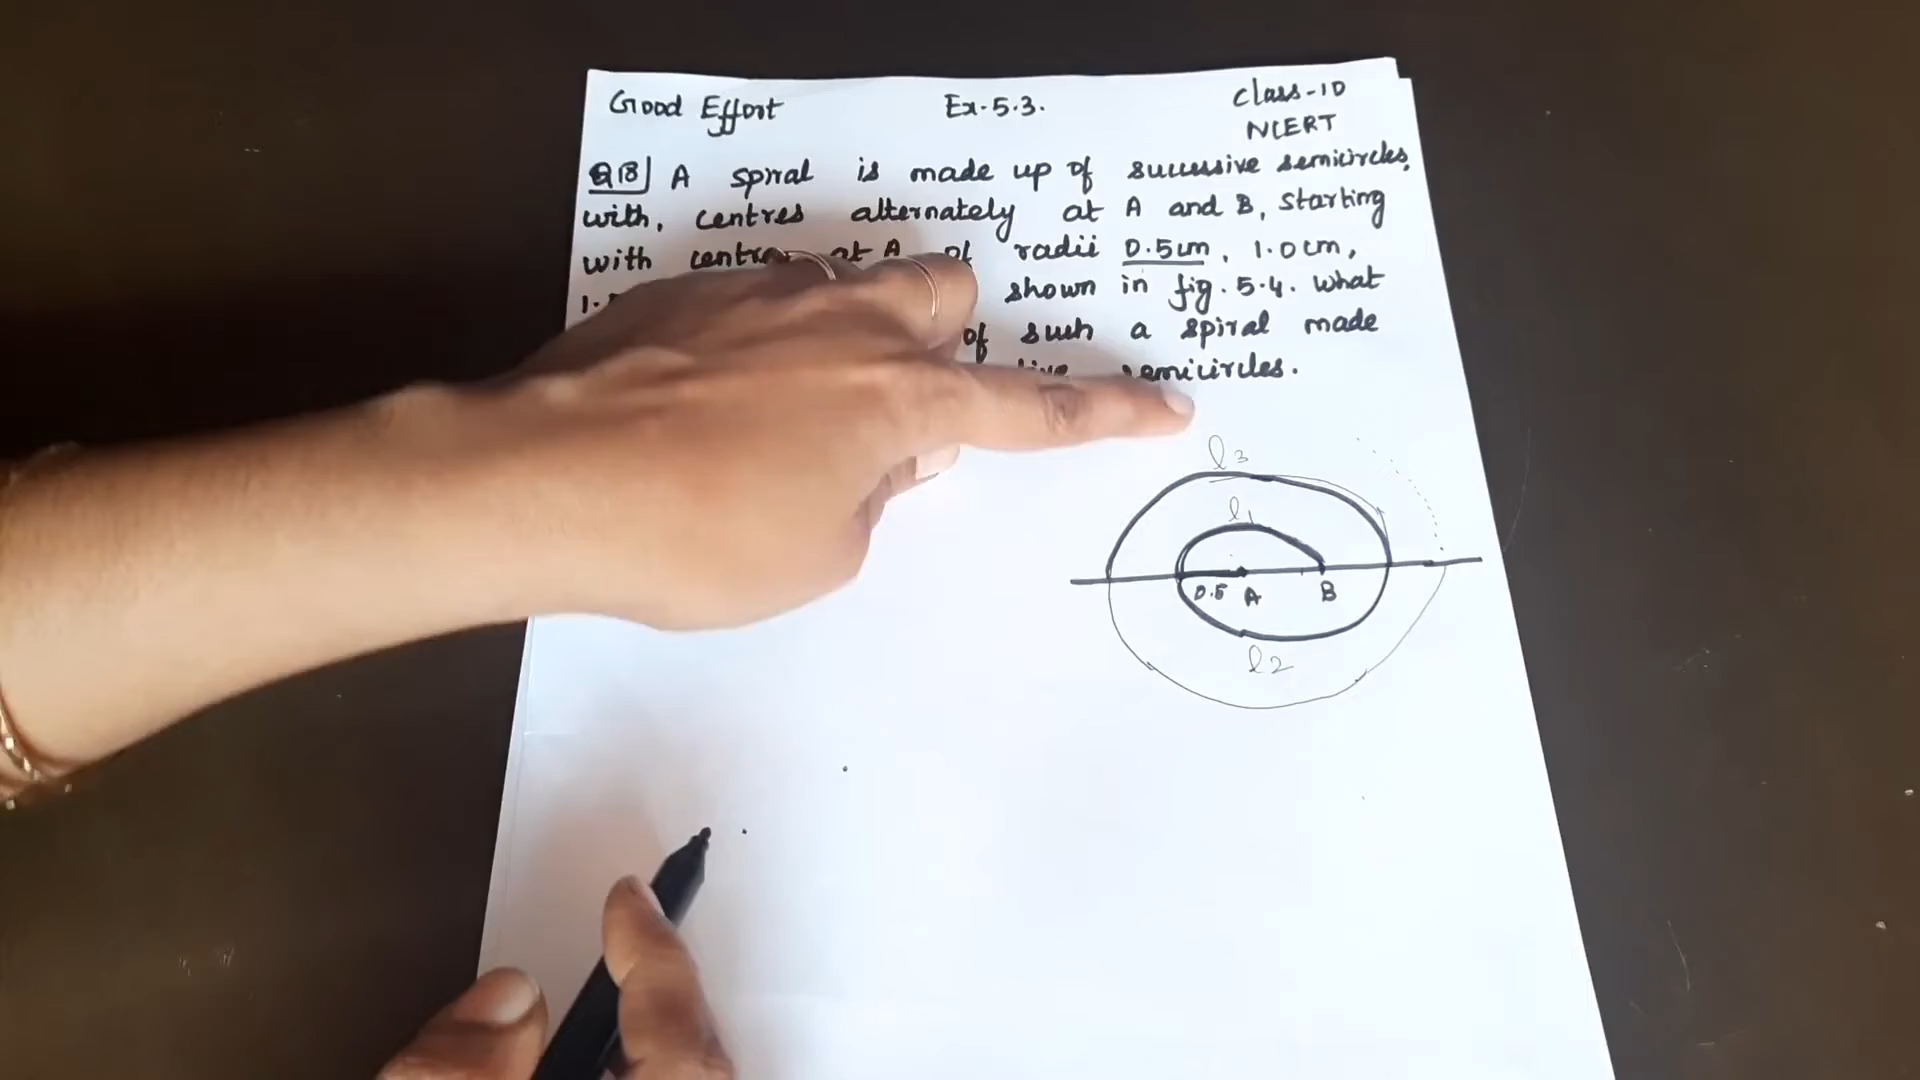 Good Effort Ex-5.3. Class-10
NCERT
Q18] A spiral is made up of successive semicircles,
with, centres alternately at A and B, starting
with centre at A of radii 0.5cm, 1.0cm,
shown in fig. 5.4. What
of such a spiral made
semicircles.
l3
l1
0.5 A B
l2